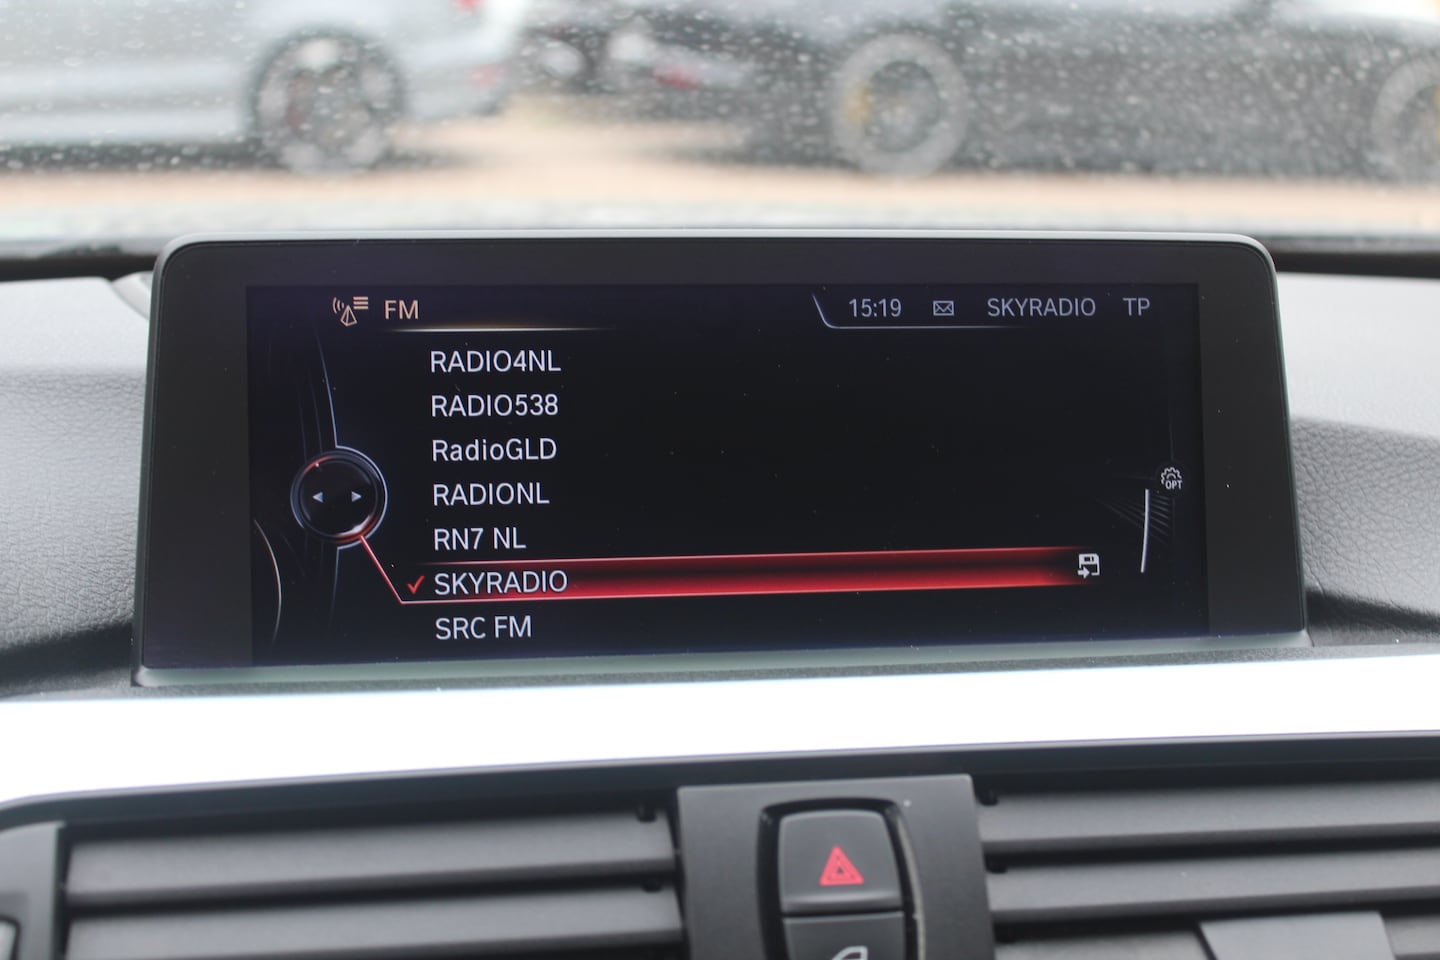 FM
15:19 SKYRADIO TP
RADIO4NL
RADIO538
RadioGLD
RADIONL
OPT
RN7 NL
SKYRADIO
SRC FM